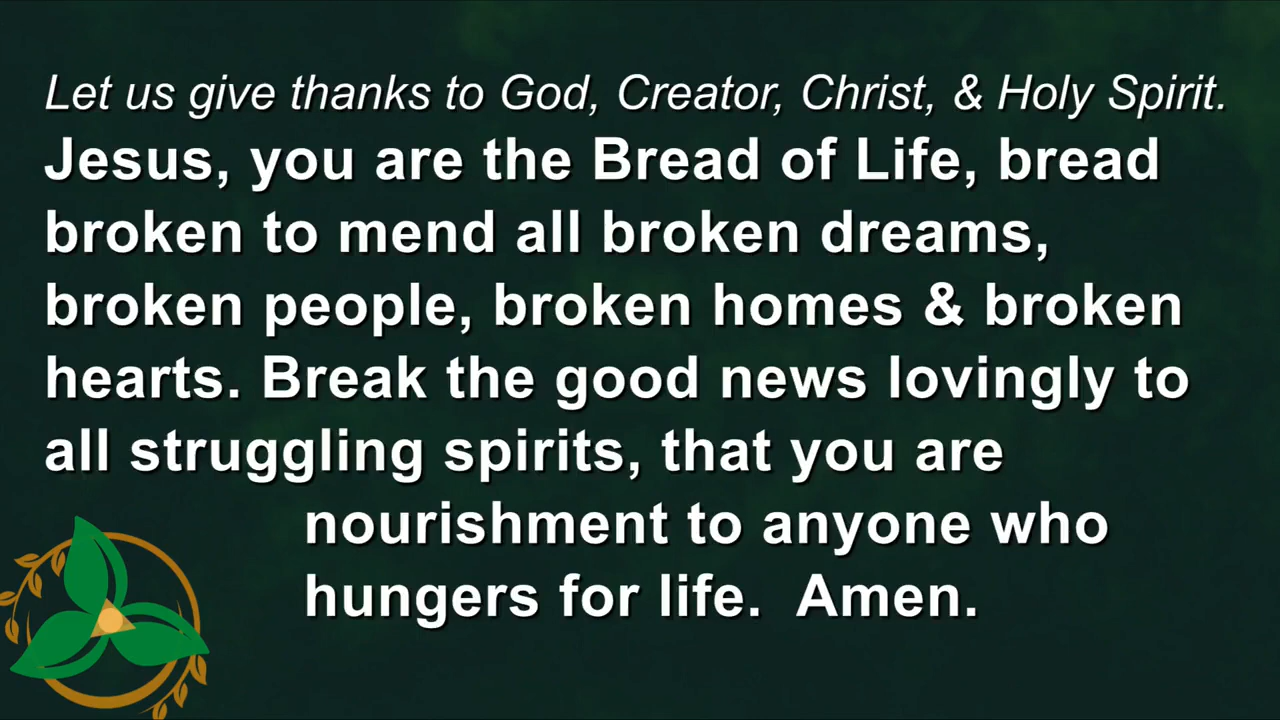 Let us give thanks to God, Creator, Christ, & Holy Spirit.
Jesus, you are the Bread of Life, bread
broken to mend all broken dreams,
broken people, broken homes & broken
hearts. Break the good news lovingly to
all struggling spirits, that you are
nourishment to anyone who
hungers for life.  Amen.